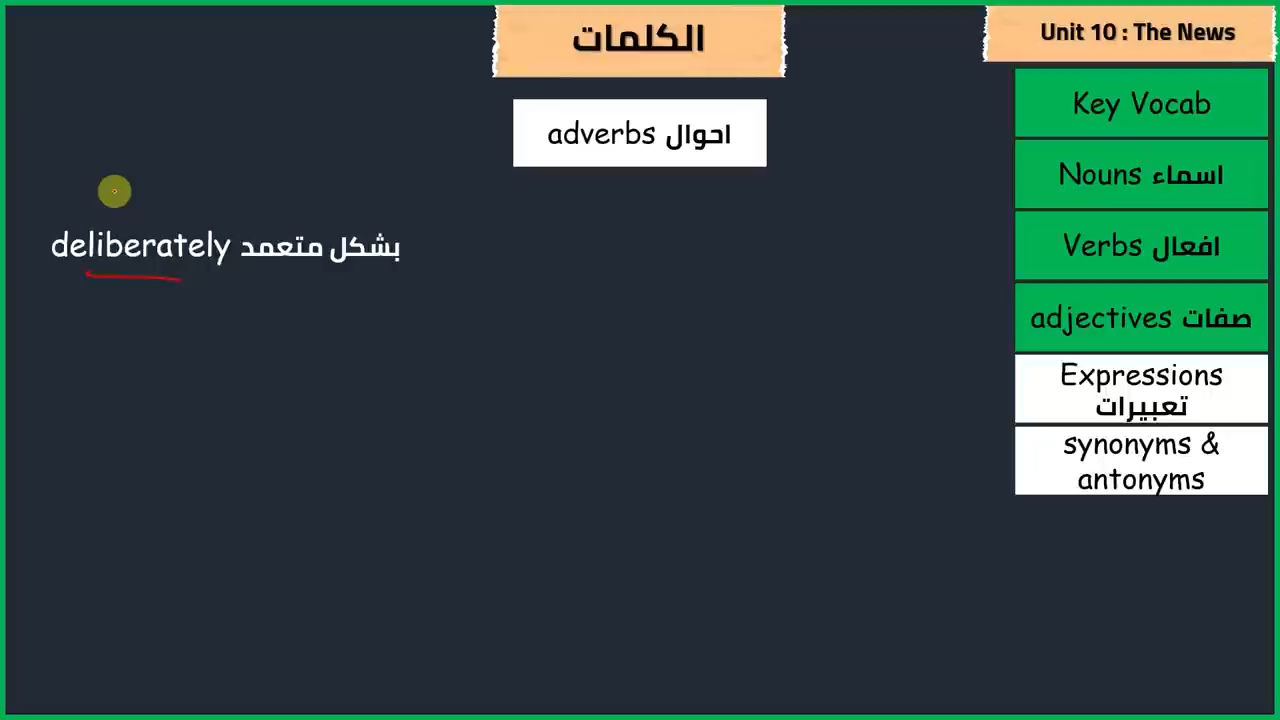 الكلمات
Unit 10 : The News
adverbs احوال
deliberately بشكل متعمد
Key Vocab
Nouns اسماء
Verbs افعال
adjectives صفات
Expressions
تعبيرات
synonyms &
antonyms